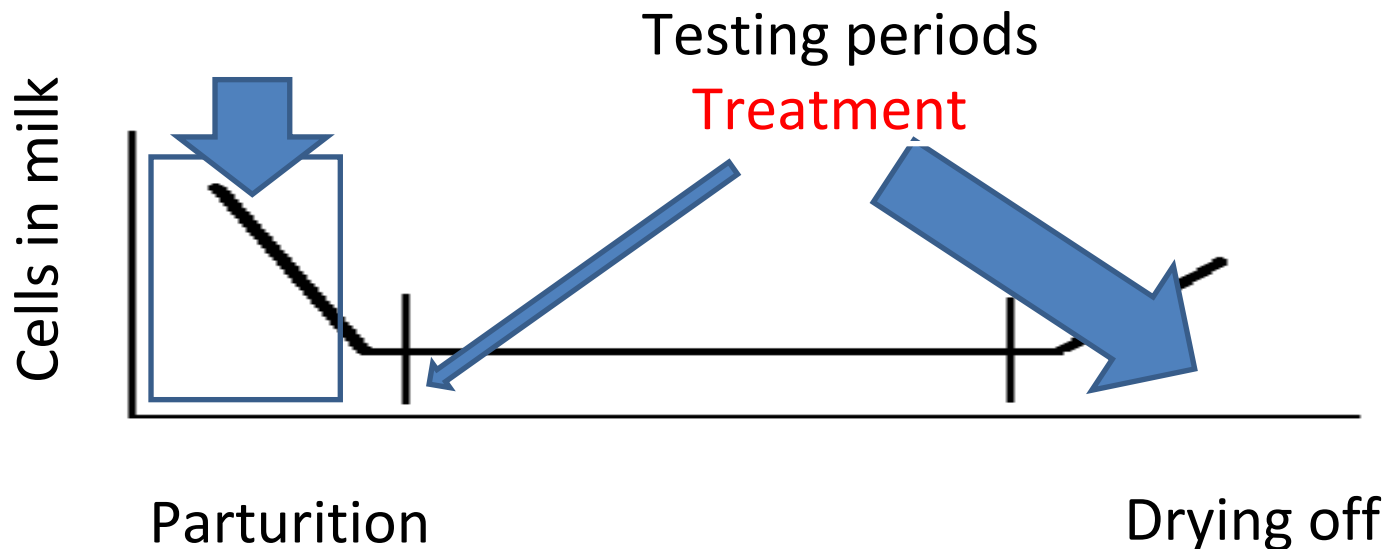 Testing periods
Treatment
Cells in milk
Parturition
Drying off